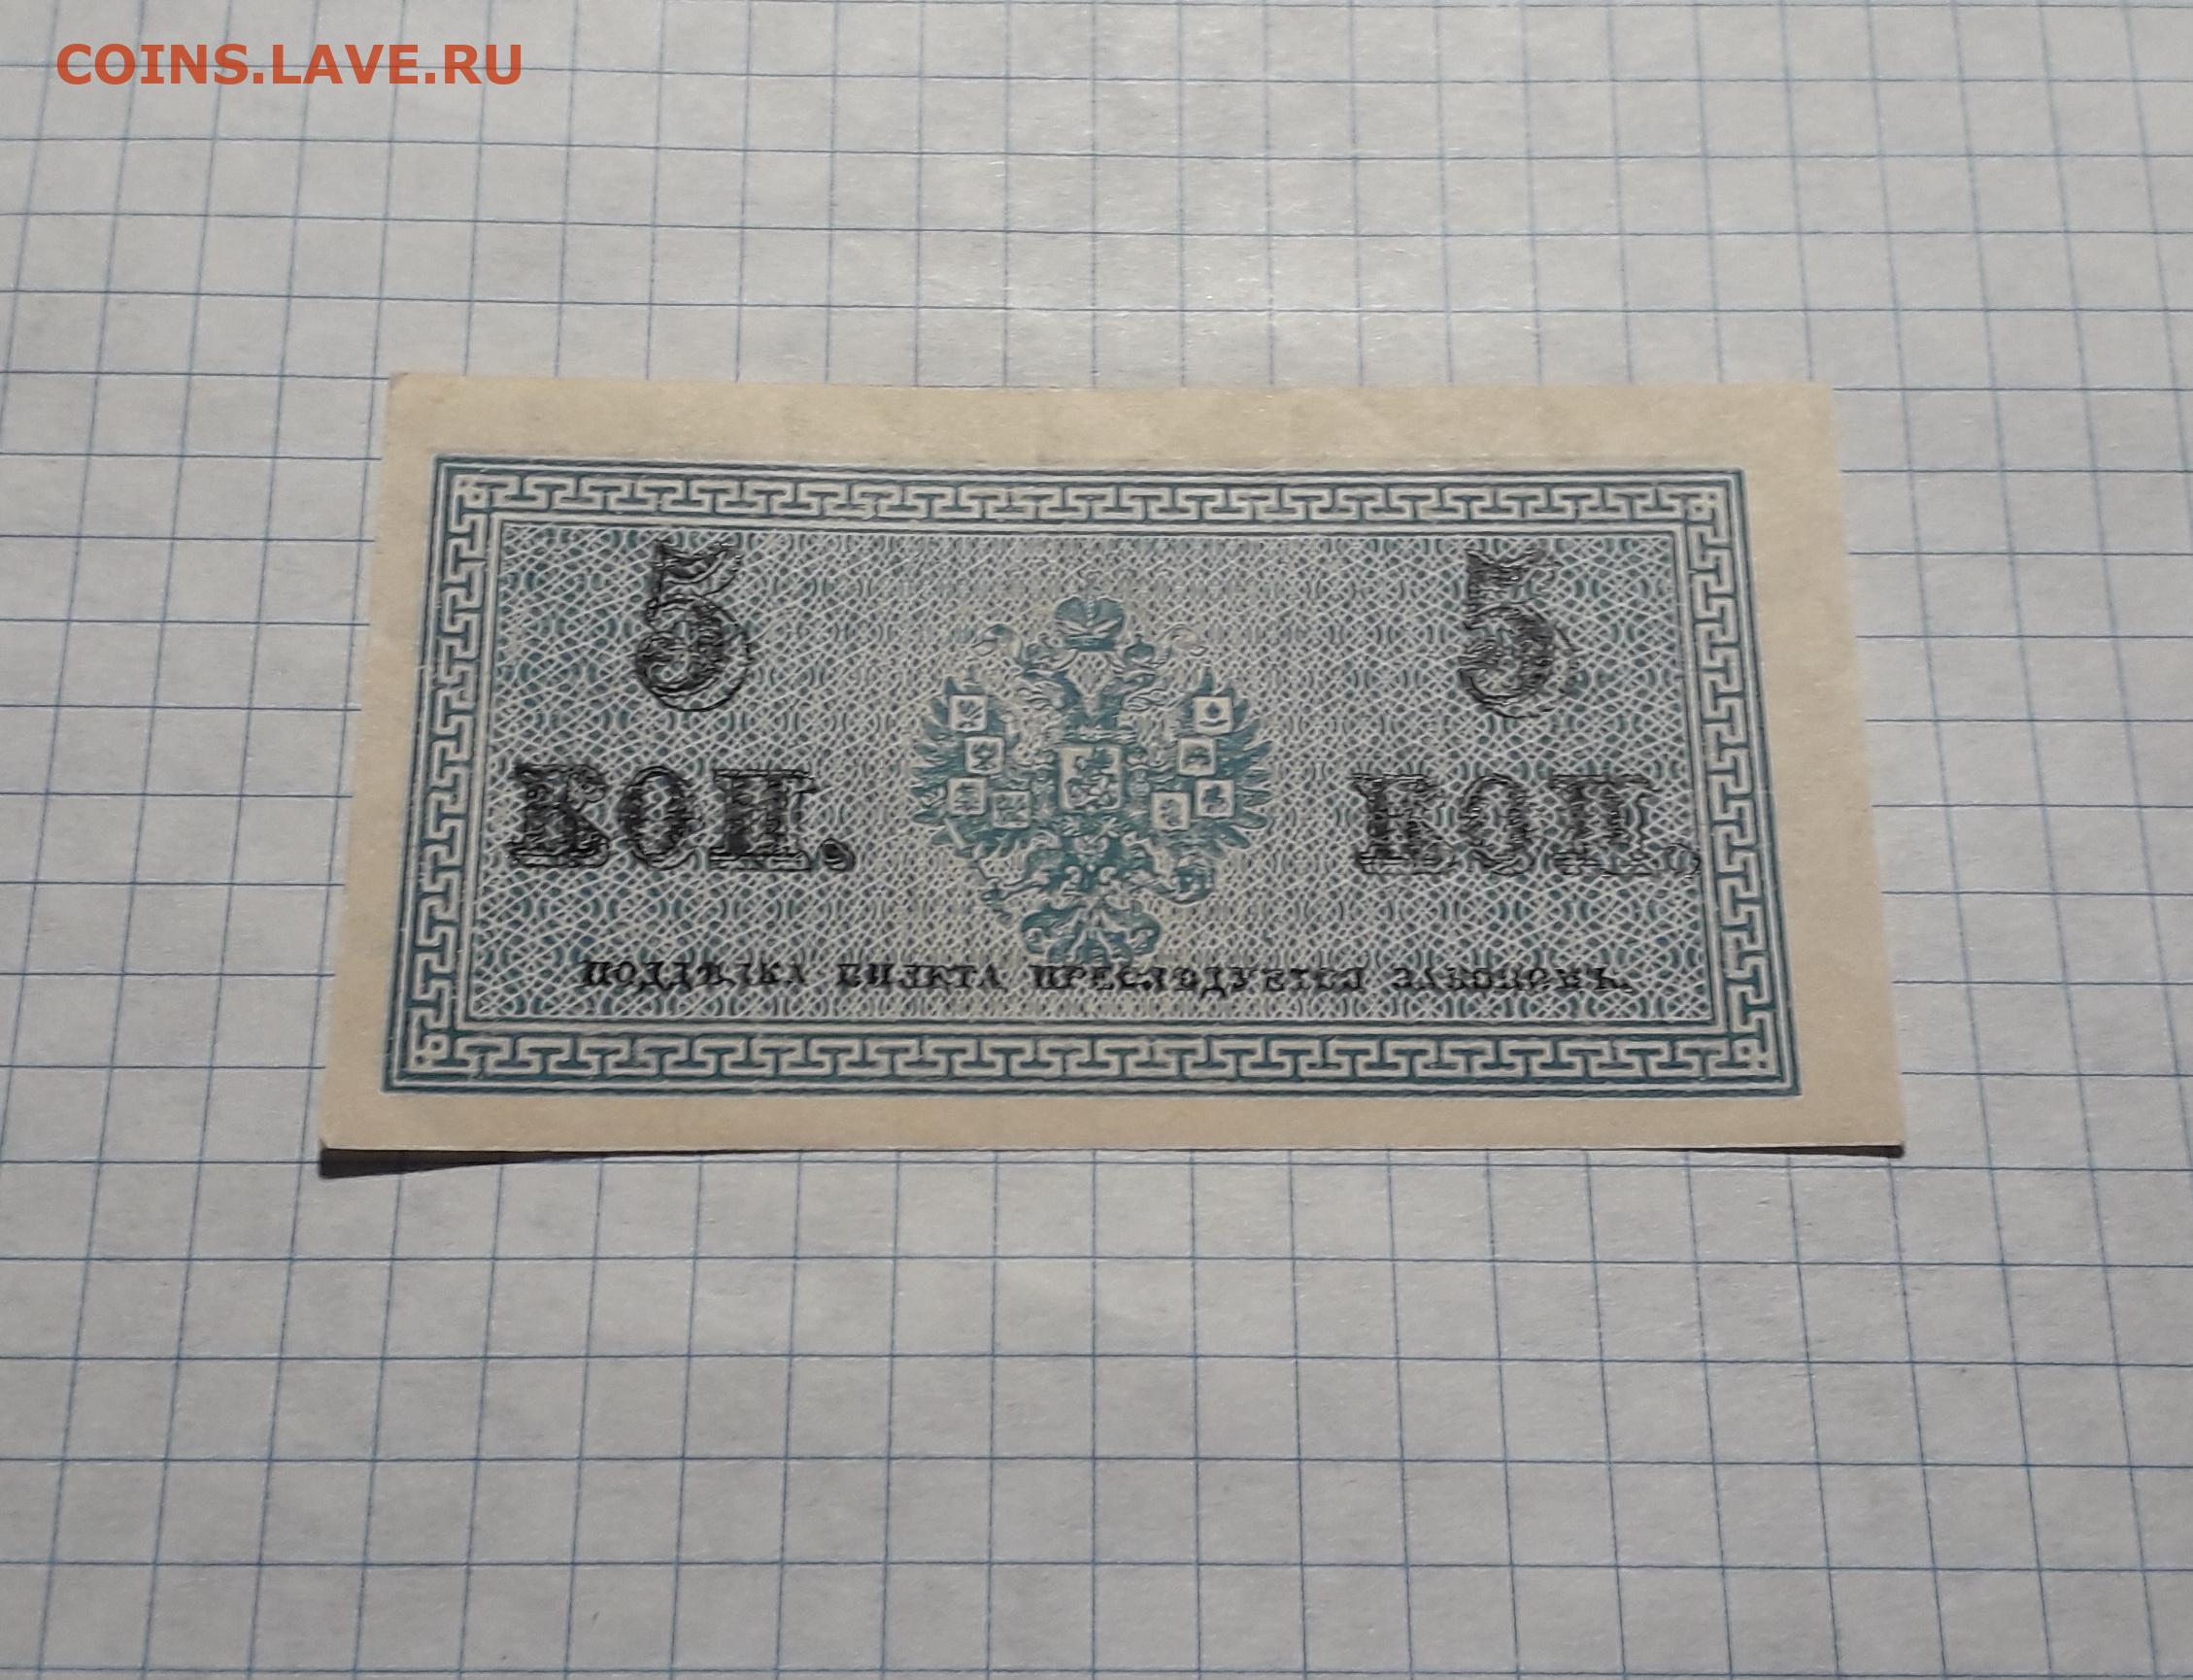 COINS.LAVE.RU
5 5
КОП. КОП.
ПОДДѢЛКА БИЛЕТА ПРЕСЛѢДУЕТСЯ ЗАКОНОМЪ.